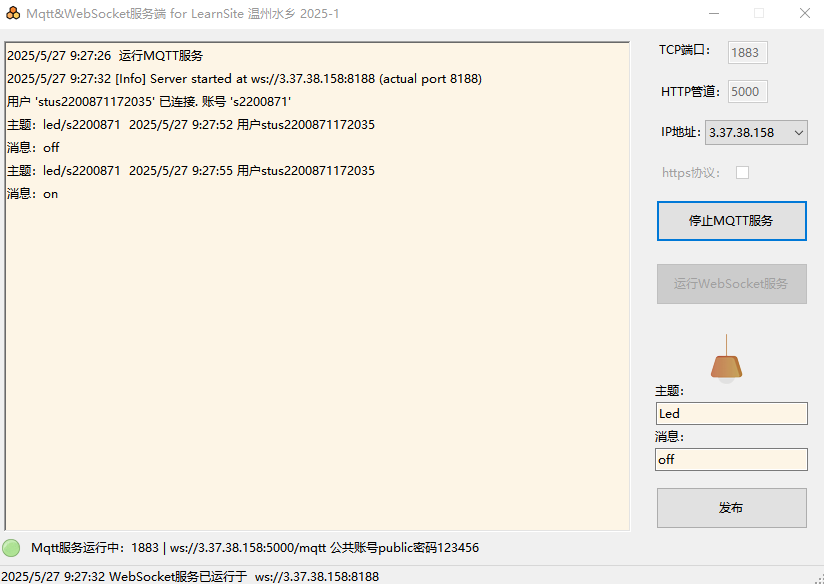 Mqtt&WebSocket服务端 for LearnSite 温州水乡 2025-1
2025/5/27 9:27:26  运行MQTT服务
2025/5/27 9:27:32 [Info] Server started at ws://3.37.38.158:8188 (actual port 8188)
用户 'stus2200871172035' 已连接. 账号 's2200871'
主题：led/s2200871  2025/5/27 9:27:52 用户stus2200871172035
消息：off
主题：led/s2200871  2025/5/27 9:27:55 用户stus2200871172035
消息：on
TCP端口： 1883
HTTP管道： 5000
IP地址： 3.37.38.158
https协议：
停止MQTT服务
运行WebSocket服务
主题：
Led
消息：
off
发布
Mqtt服务运行中：1883 | ws://3.37.38.158:5000/mqtt 公共账号public密码123456
2025/5/27 9:27:32 WebSocket服务已运行于  ws://3.37.38.158:8188